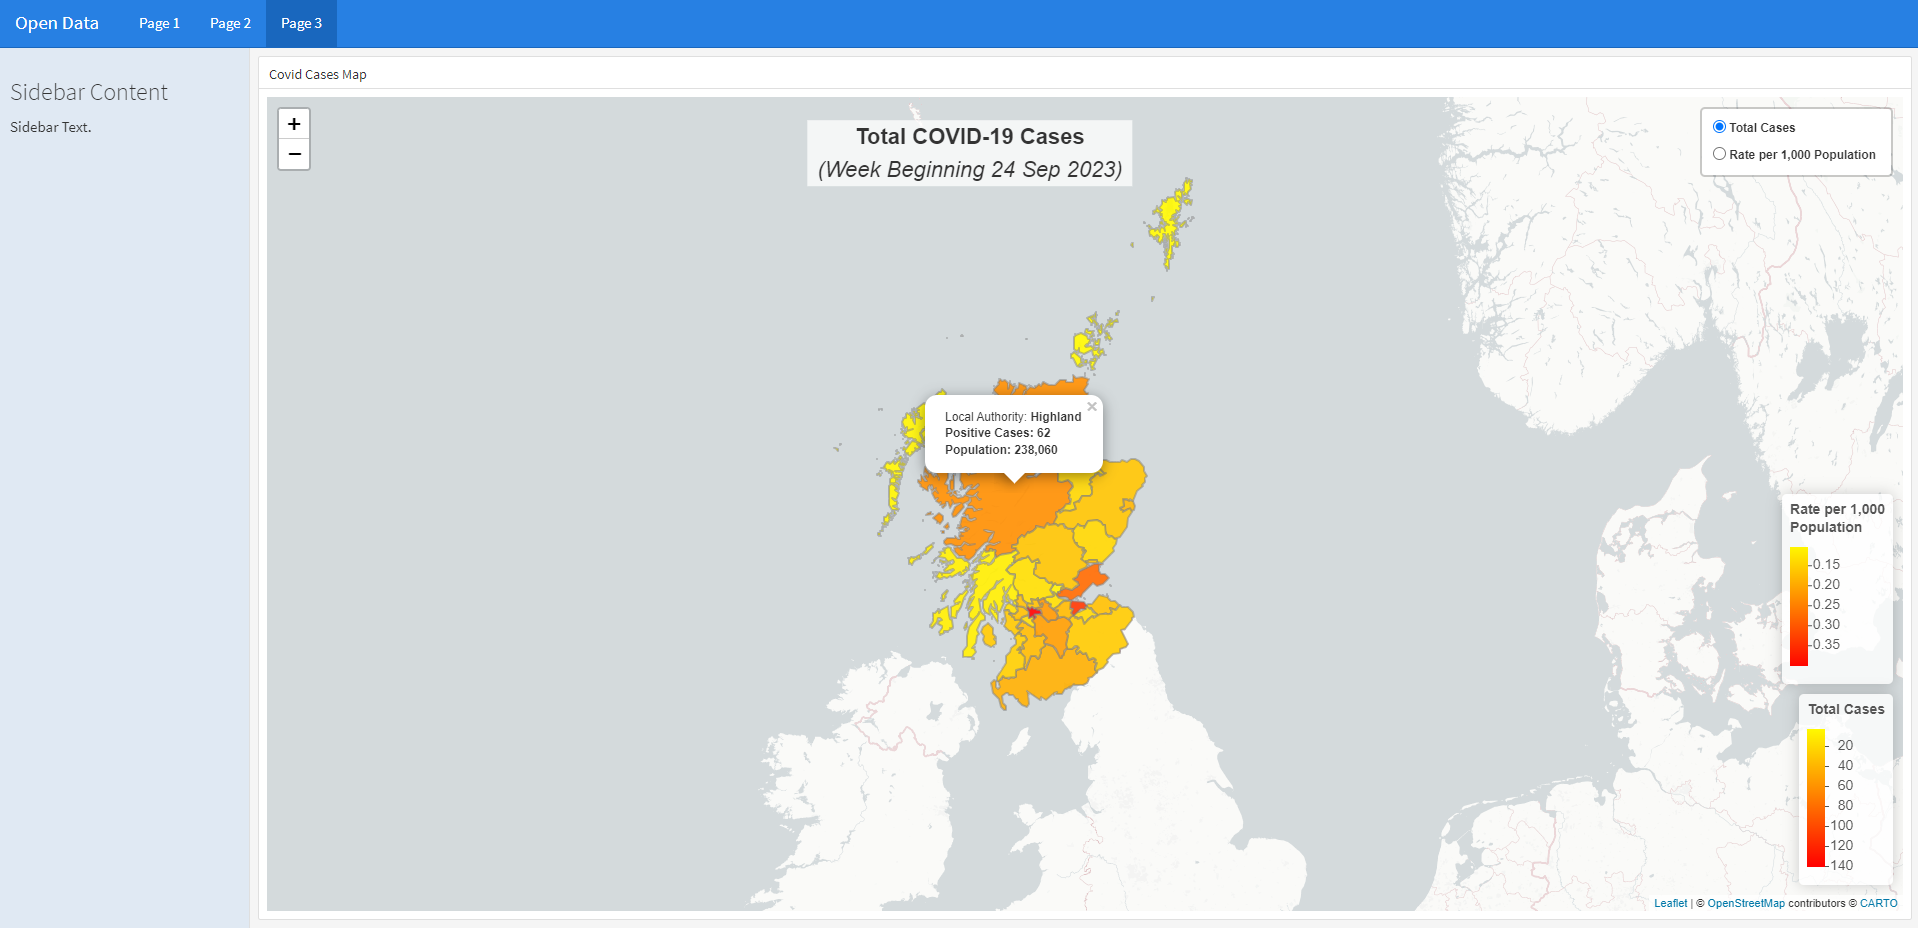 Open Data
Page 1
Page 2
Page 3
Sidebar Content
Sidebar Text.
Covid Cases Map
+
−
Total COVID-19 Cases
(Week Beginning 24 Sep 2023)
Total Cases
Rate per 1,000 Population
×
Local Authority: Highland
Positive Cases: 62
Population: 238,060
Rate per 1,000
Population
0.15
0.20
0.25
0.30
0.35
Total Cases
20
40
60
80
100
120
140
Leaflet | © OpenStreetMap contributors © CARTO